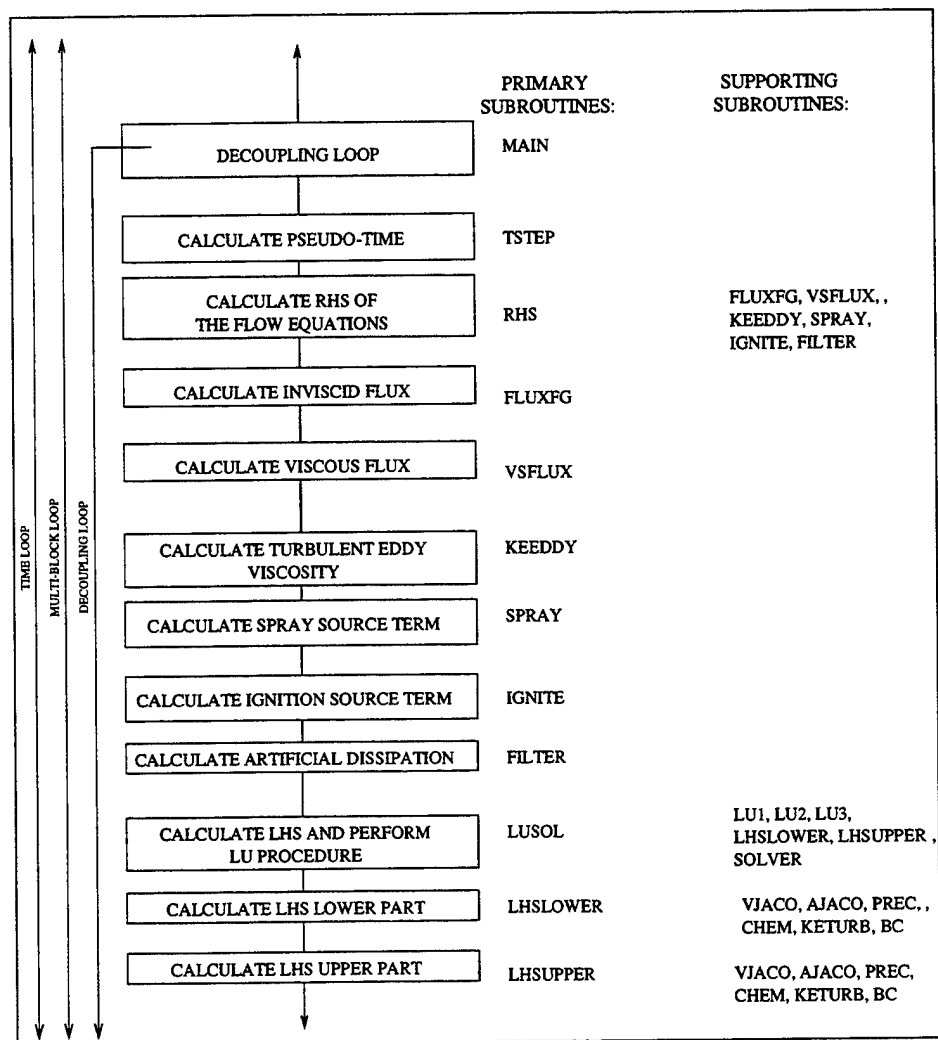 PRIMARY
SUBROUTINES:
SUPPORTING
SUBROUTINES:
DECOUPLING LOOP
MAIN
CALCULATE PSEUDO-TIME
TSTEP
CALCULATE RHS OF
THE FLOW EQUATIONS
RHS
FLUXFG, VSFLUX, ,
KEEDDY, SPRAY,
IGNITE, FILTER
CALCULATE INVISCID FLUX
FLUXFG
CALCULATE VISCOUS FLUX
VSFLUX
CALCULATE TURBULENT EDDY
VISCOSITY
KEEDDY
CALCULATE SPRAY SOURCE TERM
SPRAY
CALCULATE IGNITION SOURCE TERM
IGNITE
CALCULATE ARTIFICIAL DISSIPATION
FILTER
CALCULATE LHS AND PERFORM
LU PROCEDURE
LUSOL
LU1, LU2, LU3,
LHSLOWER, LHSUPPER ,
SOLVER
CALCULATE LHS LOWER PART
LHSLOWER
VJACO, AJACO, PREC, ,
CHEM, KETURB, BC
CALCULATE LHS UPPER PART
LHSUPPER
VJACO, AJACO, PREC,
CHEM, KETURB, BC
TIME LOOP
MULTI-BLOCK LOOP
DECOUPLING LOOP